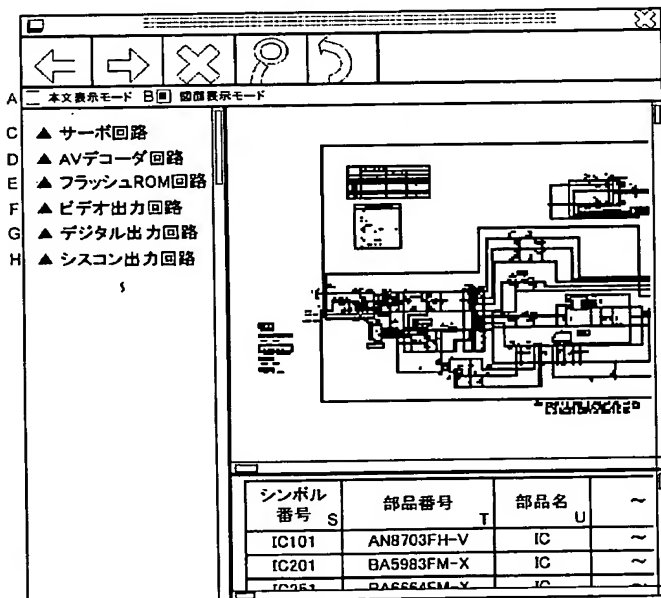 A 本文表示モード B 図面表示モード
C ▲ サーボ回路
D ▲ AVデコーダ回路
E ▲ フラッシュROM回路
F ▲ ビデオ出力回路
G ▲ デジタル出力回路
H ▲ シスコン出力回路
シンボル番号 S 部品番号 T 部品名 U ～
IC101 AN8703FH-V IC ～
IC201 BA5983FM-X IC ～
IC251 BA6664FM-X IC ～